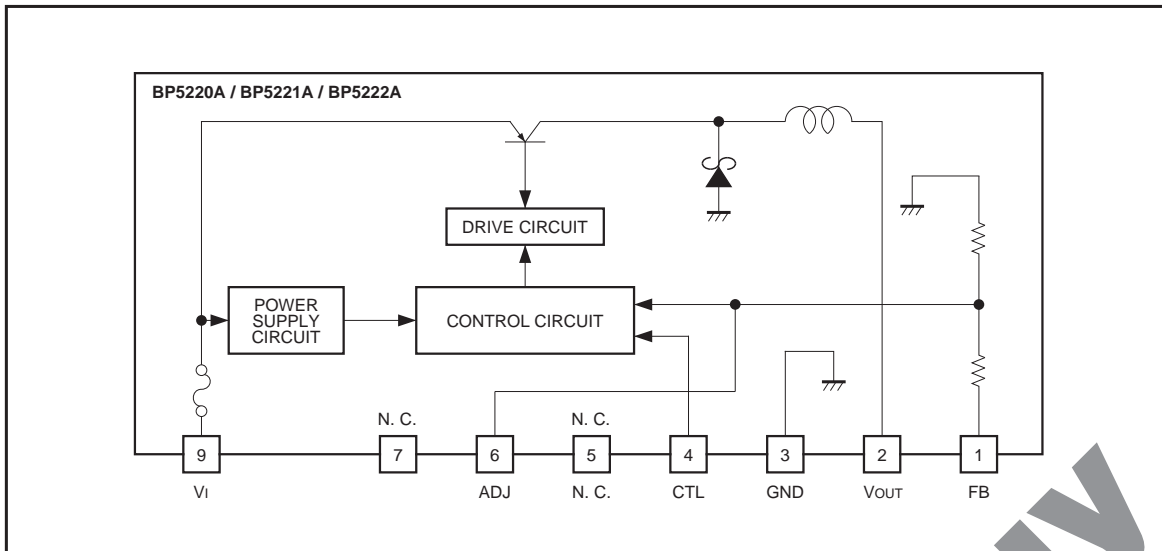 BP5220A / BP5221A / BP5222A
DRIVE CIRCUIT
POWER
SUPPLY
CIRCUIT
CONTROL CIRCUIT
N. C.
N. C.
9
7
6
5
4
3
2
1
VI
ADJ
N. C.
CTL
GND
VOUT
FB